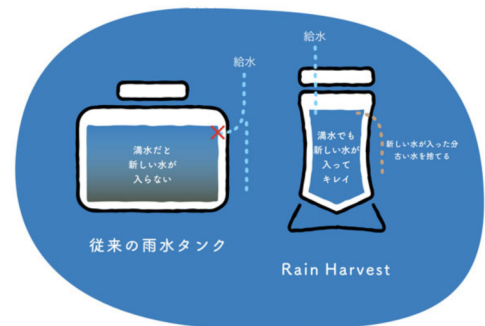 給水
給水
満水だと
新しい水が
入らない
満水でも
新しい水が
入って
キレイ
新しい水が入った分
古い水を捨てる
従来の雨水タンク
Rain Harvest